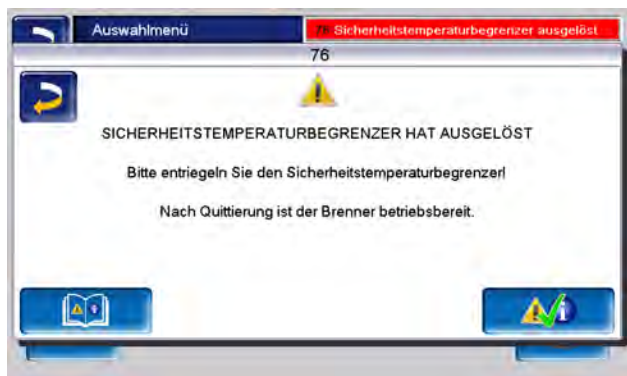 Auswahlmenü
76 Sicherheitstemperaturbegrenzer ausgelöst
76
SICHERHEITSTEMPERATURBEGRENZER HAT AUSGELÖST
Bitte entriegeln Sie den Sicherheitstemperaturbegrenzer!
Nach Quittierung ist der Brenner betriebsbereit.